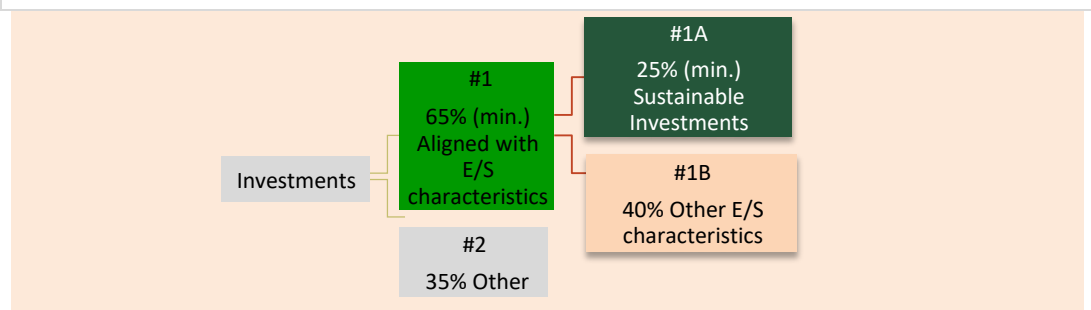 Investments
#1
65% (min.)
Aligned with
E/S
characteristics
#2
35% Other
#1A
25% (min.)
Sustainable
Investments
#1B
40% Other E/S
characteristics